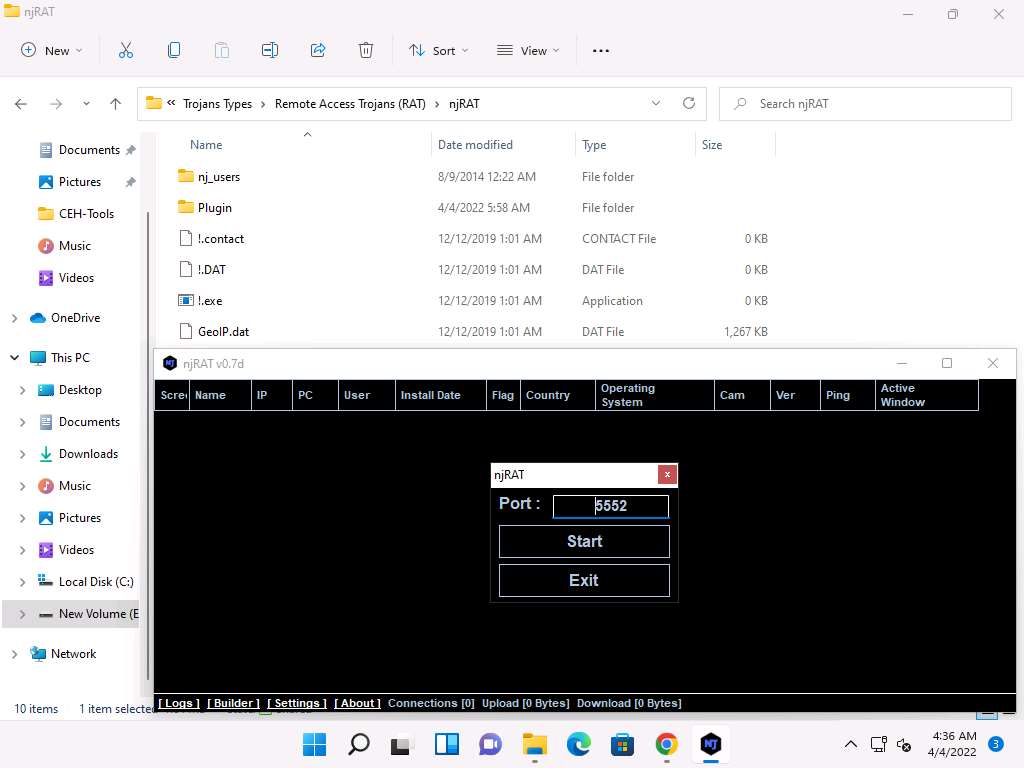 njRAT
New
Sort
View
« Trojans Types > Remote Access Trojans (RAT) > njRAT
Search njRAT
Name Date modified Type Size
Documents
Pictures
CEH-Tools
Music
Videos
OneDrive
This PC
Desktop
Documents
Downloads
Music
Pictures
Videos
Local Disk (C:)
New Volume (E
Network
nj_users 8/9/2014 12:22 AM File folder
Plugin 4/4/2022 5:58 AM File folder
!.contact 12/12/2019 1:01 AM CONTACT File 0 KB
!.DAT 12/12/2019 1:01 AM DAT File 0 KB
!.exe 12/12/2019 1:01 AM Application 0 KB
GeoIP.dat 12/12/2019 1:01 AM DAT File 1,267 KB
NJ njRAT v0.7d
Scree Name IP PC User Install Date Flag Country Operating System Cam Ver Ping Active Window
njRAT x
Port : 5552
Start
Exit
[ Logs ] [ Builder ] [ Settings ] [ About ] Connections [0] Upload [0 Bytes] Download [0 Bytes]
10 items 1 item selected
NJ
4:36 AM
4/4/2022
3